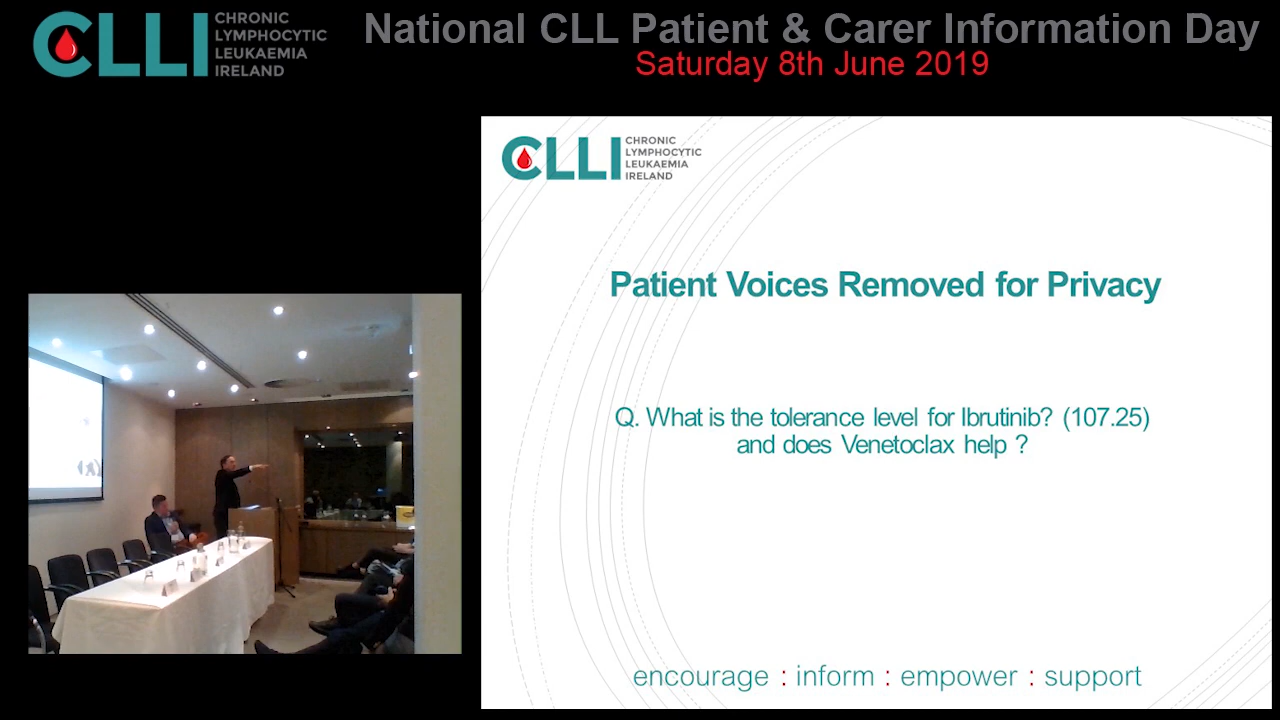 CLLI
CHRONIC
LYMPHOCYTIC
LEUKAEMIA
IRELAND
National CLL Patient & Carer Information Day
Saturday 8th June 2019
CLLI
CHRONIC
LYMPHOCYTIC
LEUKAEMIA
IRELAND
Patient Voices Removed for Privacy
Q. What is the tolerance level for Ibrutinib? (107.25)
and does Venetoclax help ?
encourage : inform : empower : support